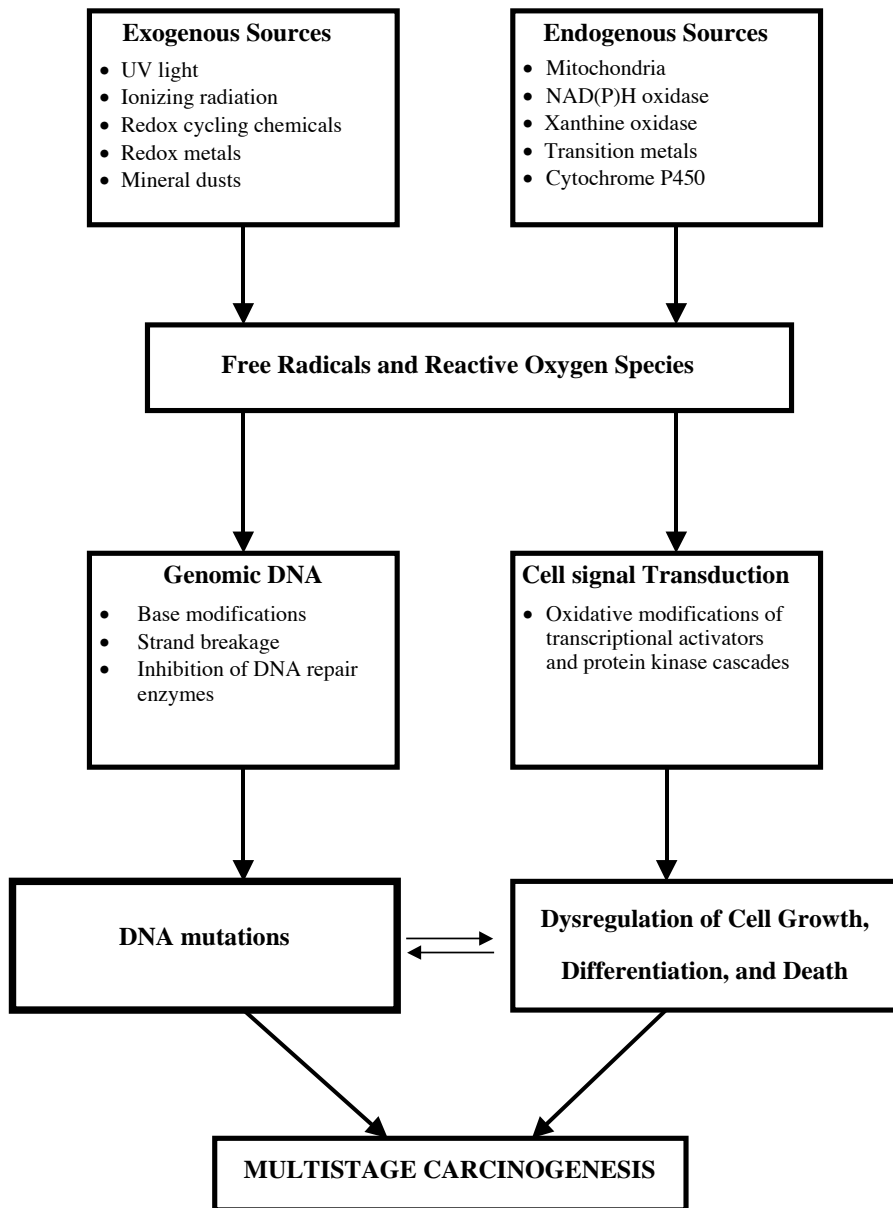 Exogenous Sources
• UV light
• Ionizing radiation
• Redox cycling chemicals
• Redox metals
• Mineral dusts
Endogenous Sources
• Mitochondria
• NAD(P)H oxidase
• Xanthine oxidase
• Transition metals
• Cytochrome P450
Free Radicals and Reactive Oxygen Species
Genomic DNA
• Base modifications
• Strand breakage
• Inhibition of DNA repair
enzymes
Cell signal Transduction
• Oxidative modifications of
transcriptional activators
and protein kinase cascades
DNA mutations
Dysregulation of Cell Growth,
Differentiation, and Death
MULTISTAGE CARCINOGENESIS